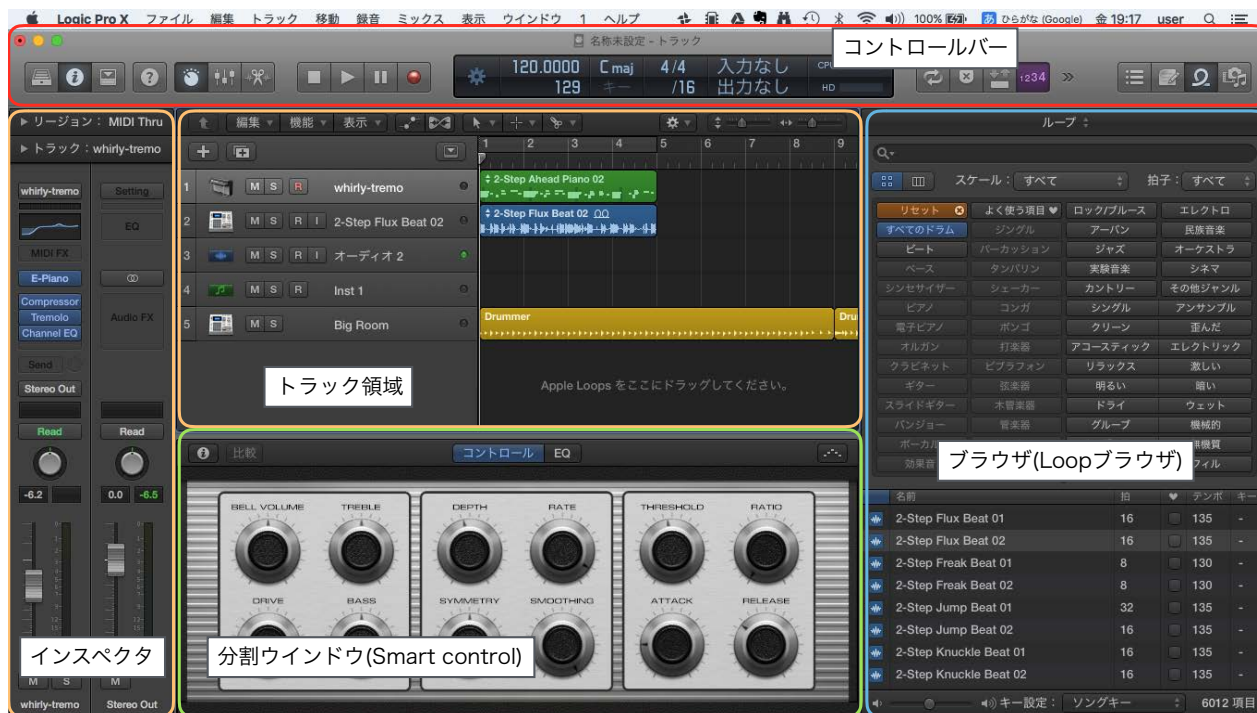 Logic Pro X ファイル 編集 トラック 移動 録音 ミックス 表示 ウインドウ 1 ヘルプ 100% あ ひらがな (Google) 金 19:17 user
名称未設定 - トラック
コントロールバー
120.0000 C maj 4/4 入力なし CPU
129 キー /16 出力なし HD
1234
リージョン： MIDI Thru
トラック：whirly-tremo
編集 機能 表示
ループ
1 2 3 4 5 6 7 8 9
スケール： すべて 拍子： すべて
whirly-tremo Setting
EQ
MIDI FX
E-Piano
Compressor
Tremolo
Channel EQ
Audio FX
Send
Stereo Out
Read Read
-6.2 0.0 -6.5
1 M S R whirly-tremo
2 M S R I 2-Step Flux Beat 02
3 M S R I オーディオ 2
4 M S R Inst 1
5 M S Big Room
2-Step Ahead Piano 02
2-Step Flux Beat 02
Drummer Dru
Apple Loops をここにドラッグしてください。
トラック領域
リセット よく使う項目 ロック/ブルース エレクトロ
すべてのドラム ジングル アーバン 民族音楽
ビート パーカッション ジャズ オーケストラ
ベース タンバリン 実験音楽 シネマ
シンセサイザー シェーカー カントリー その他ジャンル
ピアノ コンガ シングル アンサンブル
電子ピアノ ボンゴ クリーン 歪んだ
オルガン 打楽器 アコースティック エレクトリック
クラビネット ビブラフォン リラックス 激しい
ギター 弦楽器 明るい 暗い
スライドギター 木管楽器 ドライ ウェット
バンジョー 管楽器 グルーブ 機械的
ボーカル 無機質
効果音 フィル
ブラウザ(Loopブラウザ)
比較 コントロール EQ
BELL VOLUME TREBLE DEPTH RATE THRESHOLD RATIO
DRIVE BASS SYMMETRY SMOOTHING ATTACK RELEASE
インスペクタ
分割ウインドウ(Smart control)
M S M
whirly-tremo Stereo Out
名前 拍 テンポ キー
2-Step Flux Beat 01 16 135 -
2-Step Flux Beat 02 16 135 -
2-Step Freak Beat 01 8 130 -
2-Step Freak Beat 02 8 130 -
2-Step Jump Beat 01 32 135 -
2-Step Jump Beat 02 16 135 -
2-Step Knuckle Beat 01 16 135 -
2-Step Knuckle Beat 02 16 135 -
キー設定： ソングキー 6012 項目